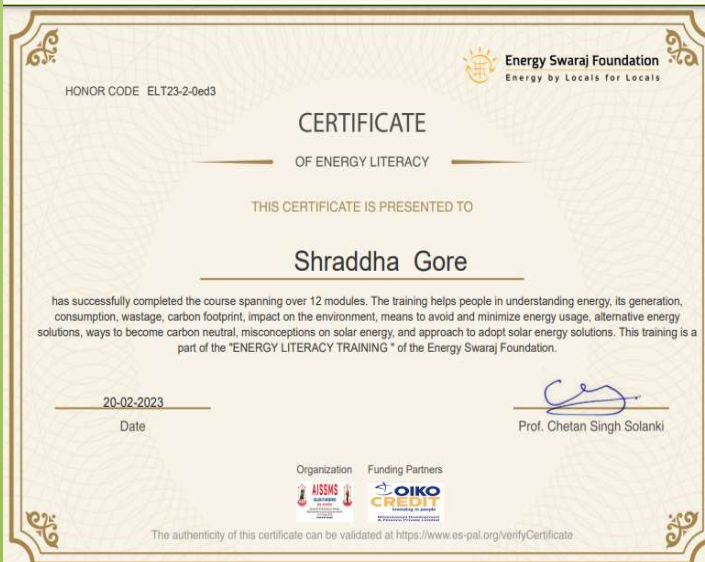 Energy Swaraj Foundation
Energy by Locals for Locals
HONOR CODE ELT23-2-0ed3
CERTIFICATE
OF ENERGY LITERACY
THIS CERTIFICATE IS PRESENTED TO
Shraddha Gore
has successfully completed the course spanning over 12 modules. The training helps people in understanding energy, its generation,
consumption, wastage, carbon footprint, impact on the environment, means to avoid and minimize energy usage, alternative energy
solutions, ways to become carbon neutral, misconceptions on solar energy, and approach to adopt solar energy solutions. This training is a
part of the "ENERGY LITERACY TRAINING " of the Energy Swaraj Foundation.
20-02-2023
Date
Prof. Chetan Singh Solanki
Organization Funding Partners
AISSMS
OIKO
CREDIT
investing in people
The authenticity of this certificate can be validated at https://www.es-pal.org/verifyCertificate